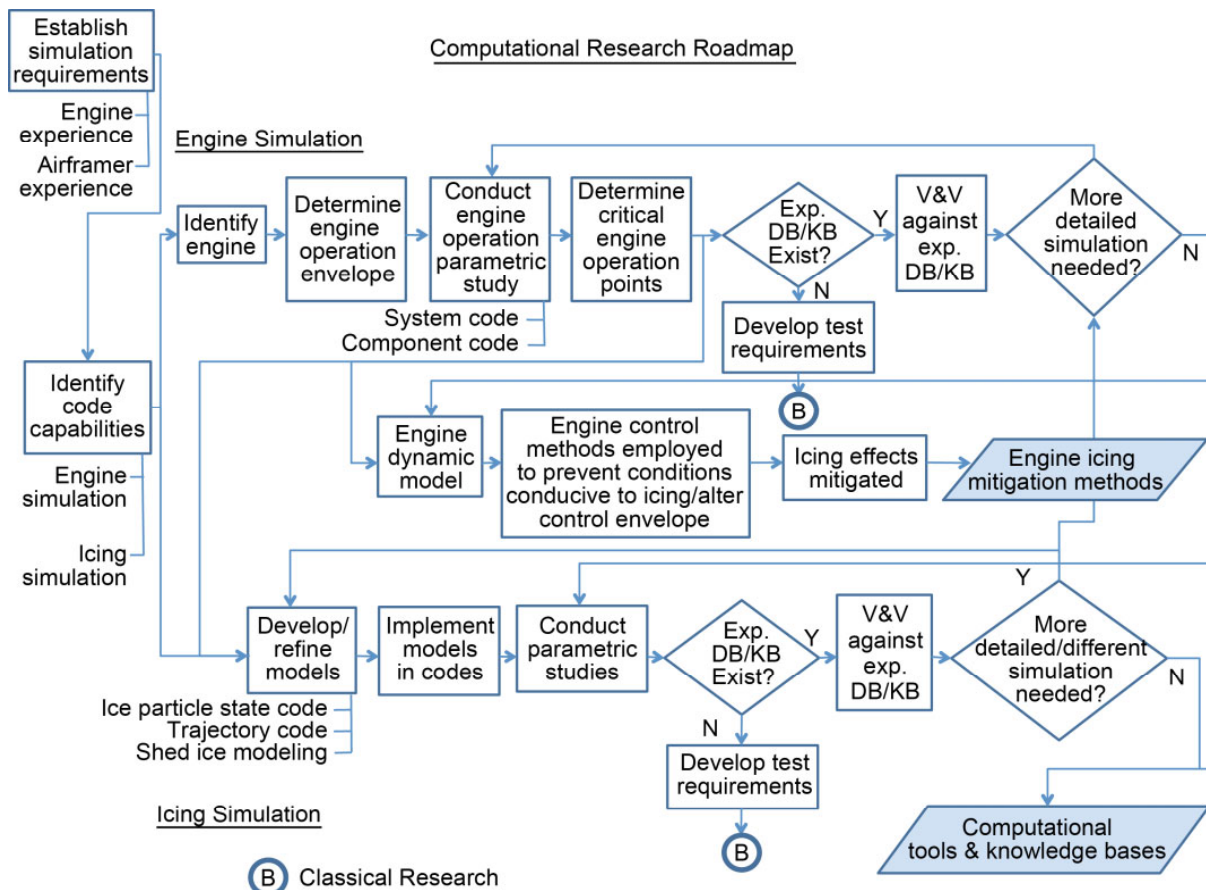 Establish
simulation
requirements
Computational Research Roadmap
Engine
experience
Airframer
experience
Engine Simulation
Identify
engine
Determine
engine
operation
envelope
Conduct
engine
operation
parametric
study
Determine
critical
engine
operation
points
Exp.
DB/KB
Exist?
Y
V&V
against
exp.
DB/KB
More
detailed
simulation
needed?
N
N
System code
Component code
Develop test
requirements
B
Identify
code
capabilities
Engine
simulation
Icing
simulation
Engine
dynamic
model
Engine control
methods employed
to prevent conditions
conducive to icing/alter
control envelope
Icing effects
mitigated
Engine icing
mitigation methods
Develop/
refine
models
Implement
models
in codes
Conduct
parametric
studies
Exp.
DB/KB
Exist?
Y
V&V
against
exp.
DB/KB
Y
More
detailed/different
simulation
needed?
N
Ice particle state code
Trajectory code
Shed ice modeling
N
Develop test
requirements
B
Computational
tools & knowledge bases
Icing Simulation
B Classical Research